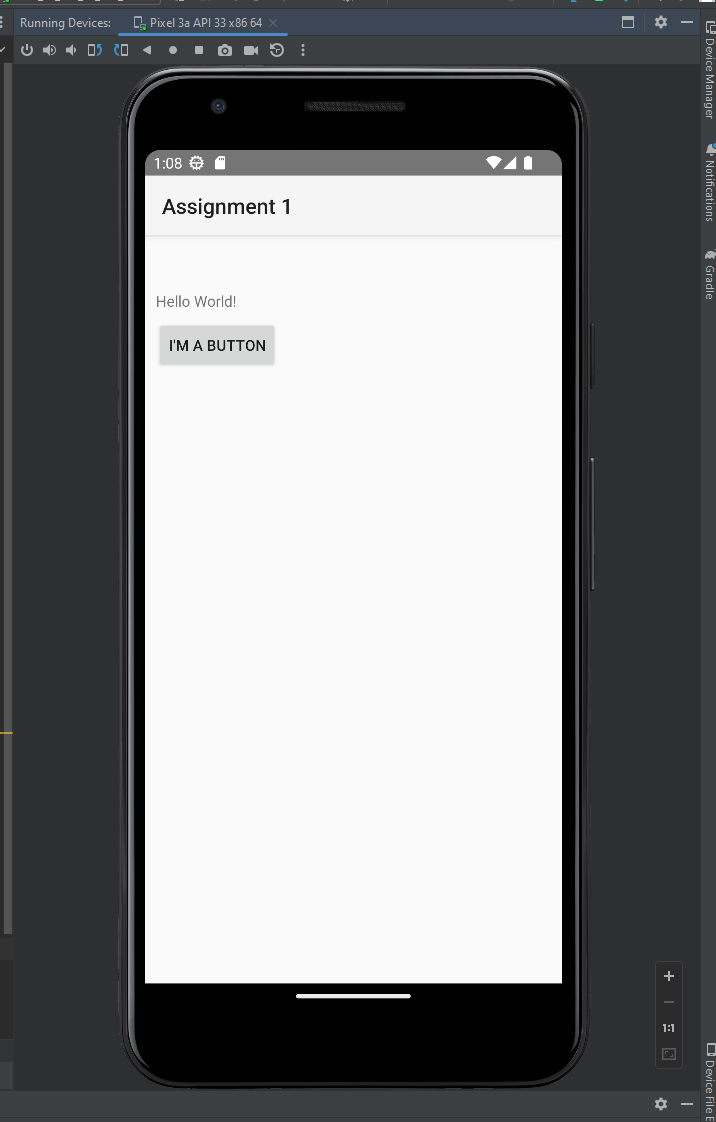 Running Devices: Pixel 3a API 33 x86 64
1:08
Assignment 1
Hello World!
I'M A BUTTON
1:1
Device Manager
Notifications
Gradle
Device File E